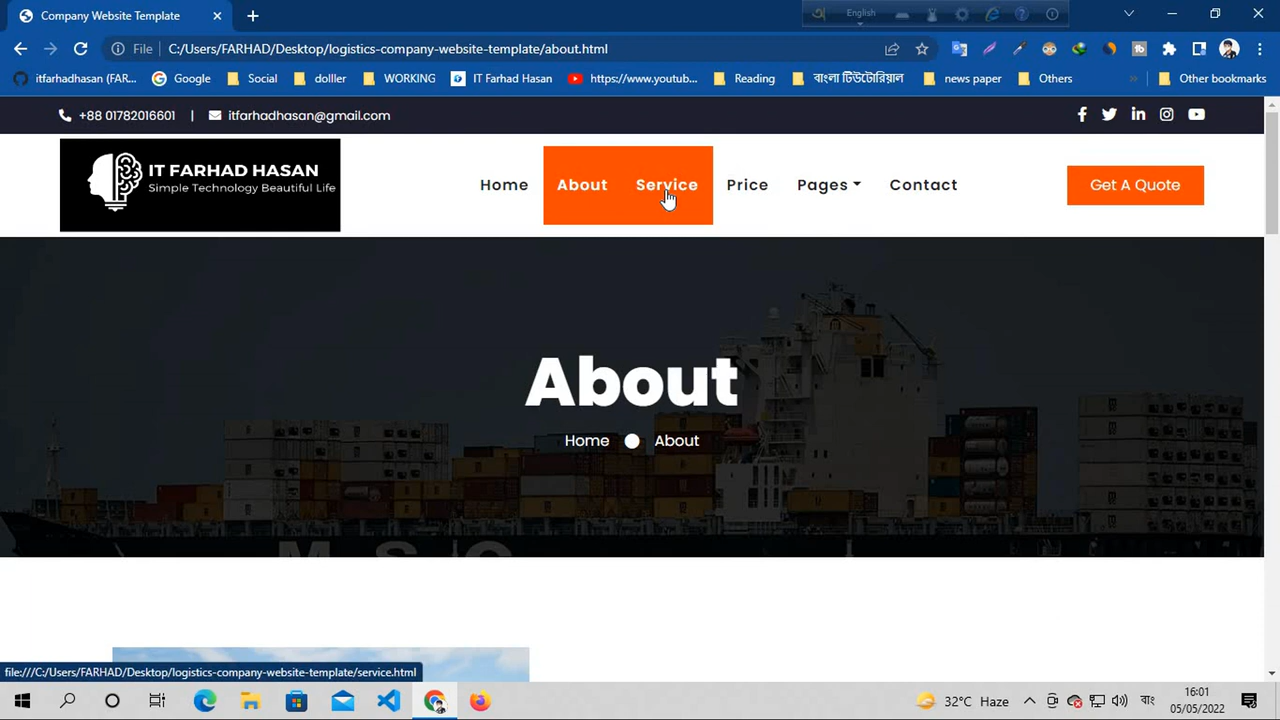 Company Website Template
English
File C:/Users/FARHAD/Desktop/logistics-company-website-template/about.html
itfarhadhasan (FAR... Google Social dolller WORKING IT Farhad Hasan https://www.youtub... Reading বাংলা টিউটোরিয়াল news paper Others » Other bookmarks
+88 01782016601 | itfarhadhasan@gmail.com
IT FARHAD HASAN
Simple Technology Beautiful Life
Home About Service Price Pages Contact Get A Quote
About
Home About
M S C
file:///C:/Users/FARHAD/Desktop/logistics-company-website-template/service.html
32°C Haze বাং 16:01
05/05/2022